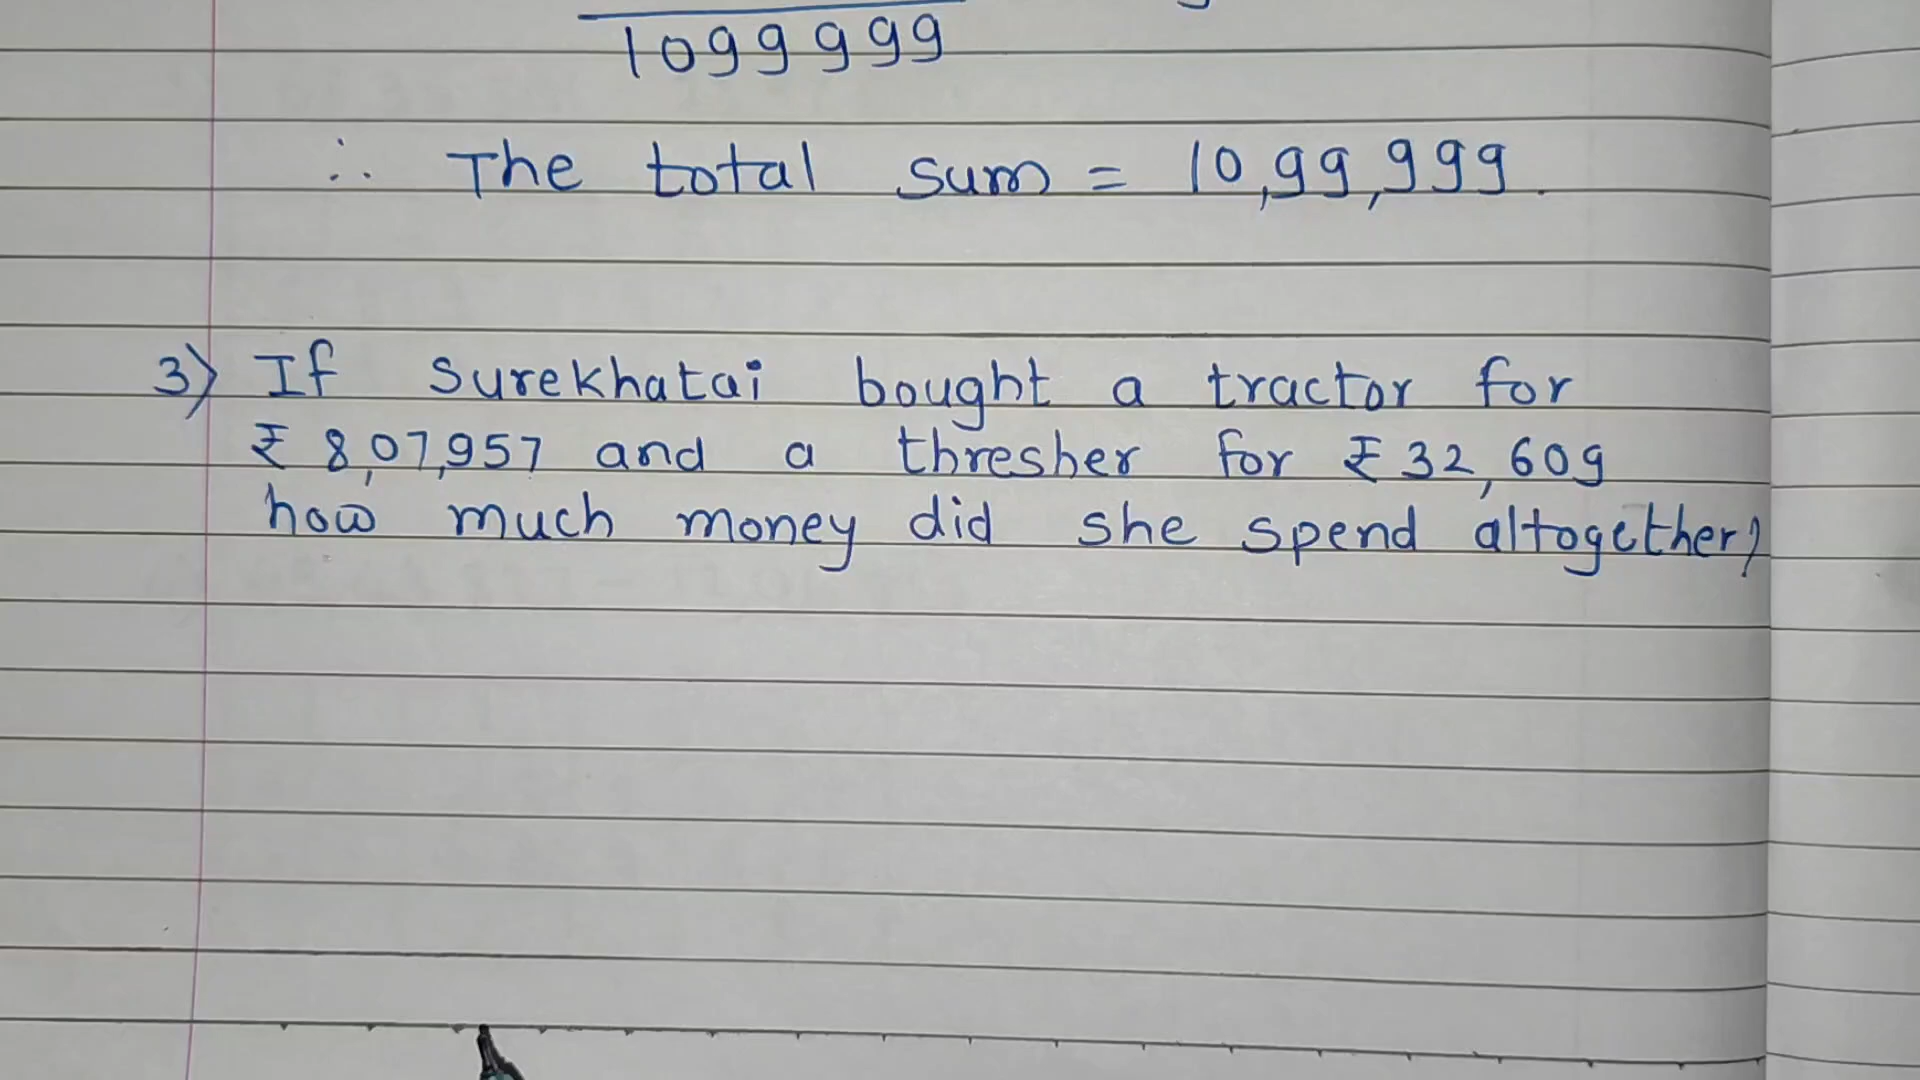 1099999
∴ The total sum = 10,99,999.
3) If surekhatai bought a tractor for
₹ 8,07,957 and a thresher for ₹ 32,609
how much money did she spend altogether?